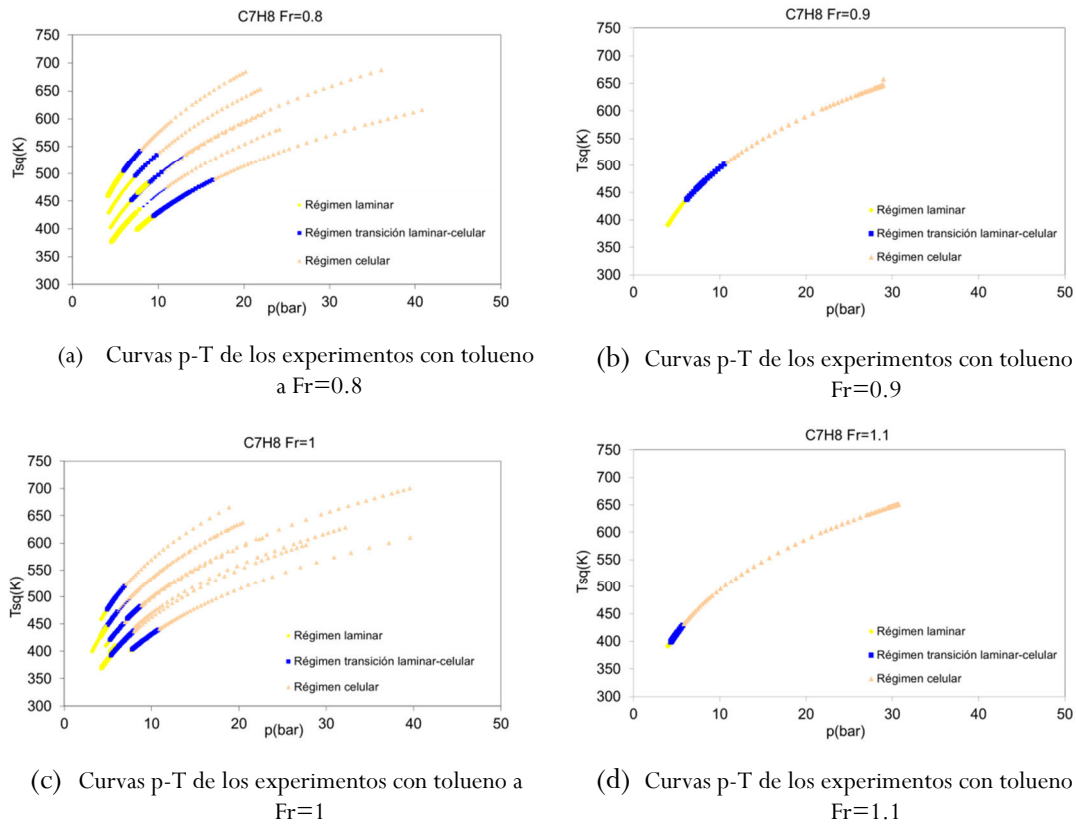 C7H8 Fr=0.8
750
700
650
600
550
500
450
400
350
300
Tsq(K)
0 10 20 30 40 50
p(bar)
Régimen laminar
Régimen transición laminar-celular
Régimen celular
(a) Curvas p-T de los experimentos con tolueno
a Fr=0.8
C7H8 Fr=0.9
750
700
650
600
550
500
450
400
350
300
Tsq(K)
0 10 20 30 40 50
p(bar)
Régimen laminar
Régimen transición laminar-celular
Régimen celular
(b) Curvas p-T de los experimentos con tolueno
Fr=0.9
C7H8 Fr=1
750
700
650
600
550
500
450
400
350
300
Tsq(K)
0 10 20 30 40 50
p(bar)
Régimen laminar
Régimen transición laminar-celular
Régimen celular
(c) Curvas p-T de los experimentos con tolueno a
Fr=1
C7H8 Fr=1.1
750
700
650
600
550
500
450
400
350
300
Tsq(K)
0 10 20 30 40 50
p(bar)
Régimen laminar
Régimen transición laminar-celular
Régimen celular
(d) Curvas p-T de los experimentos con tolueno
Fr=1.1